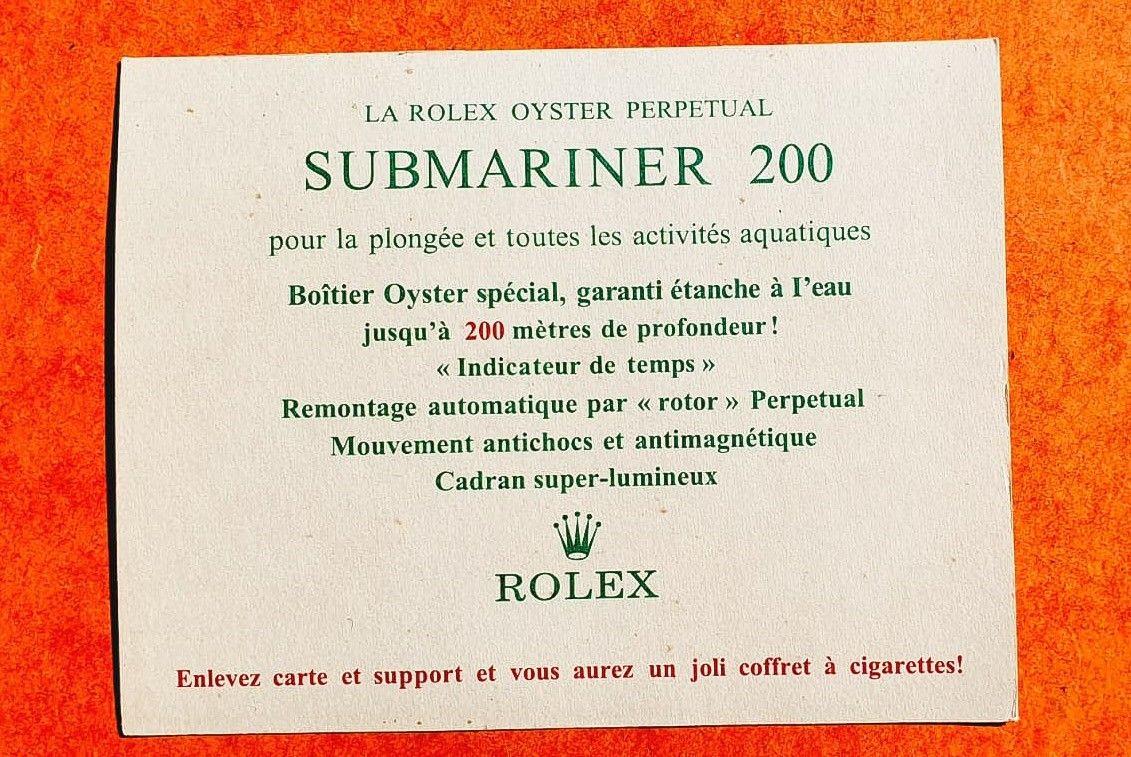 LA ROLEX OYSTER PERPETUAL
SUBMARINER 200
pour la plongée et toutes les activités aquatiques
Boîtier Oyster spécial, garanti étanche à I’eau
jusqu’à 200 mètres de profondeur!
« Indicateur de temps »
Remontage automatique par « rotor » Perpetual
Mouvement antichocs et antimagnétique
Cadran super-lumineux
ROLEX
Enlevez carte et support et vous aurez un joli coffret à cigarettes!